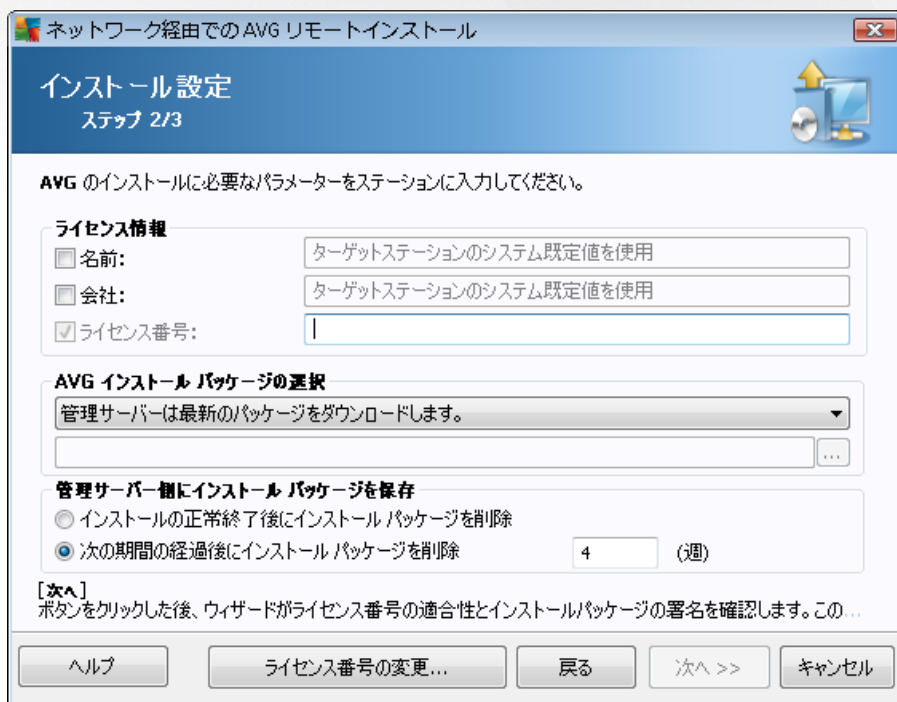 ネットワーク経由でのAVG リモートインストール
インストール設定
ステップ 2/3
AVG のインストールに必要なパラメーターをステーションに入力してください。
ライセンス情報
名前:
ターゲットステーションのシステム既定値を使用
会社:
ターゲットステーションのシステム既定値を使用
ライセンス番号:
AVG インストール パッケージの選択
管理サーバーは最新のパッケージをダウンロードします。
...
管理サーバー側にインストール パッケージを保存
インストールの正常終了後にインストール パッケージを削除
次の期間の経過後にインストール パッケージを削除 4 (週)
[次へ]
ボタンをクリックした後、ウィザードがライセンス番号の適合性とインストールパッケージの署名を確認します。この...
ヘルプ ライセンス番号の変更... 戻る 次へ >> キャンセル